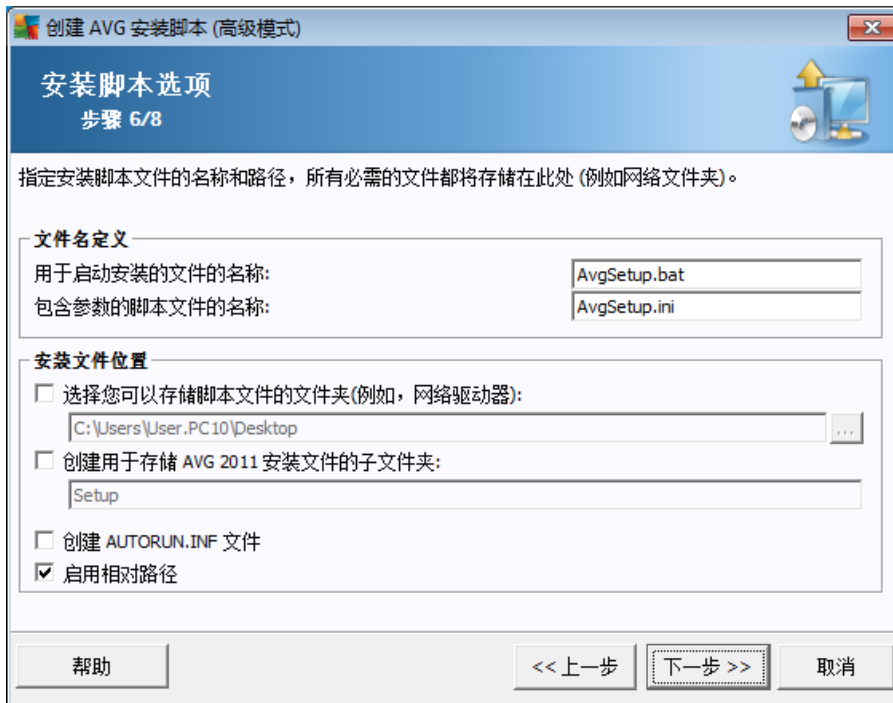 创建 AVG 安装脚本 (高级模式)
安装脚本选项
步骤 6/8
指定安装脚本文件的名称和路径，所有必需的文件都将存储在此处 (例如网络文件夹)。
文件名定义
用于启动安装的文件的名称:
AvgSetup.bat
包含参数的脚本文件的名称:
AvgSetup.ini
安装文件位置
选择您可以存储脚本文件的文件夹(例如，网络驱动器):
C:\Users\User.PC10\Desktop
...
创建用于存储 AVG 2011 安装文件的子文件夹:
Setup
创建 AUTORUN.INF 文件
启用相对路径
帮助
<< 上一步
下一步 >>
取消